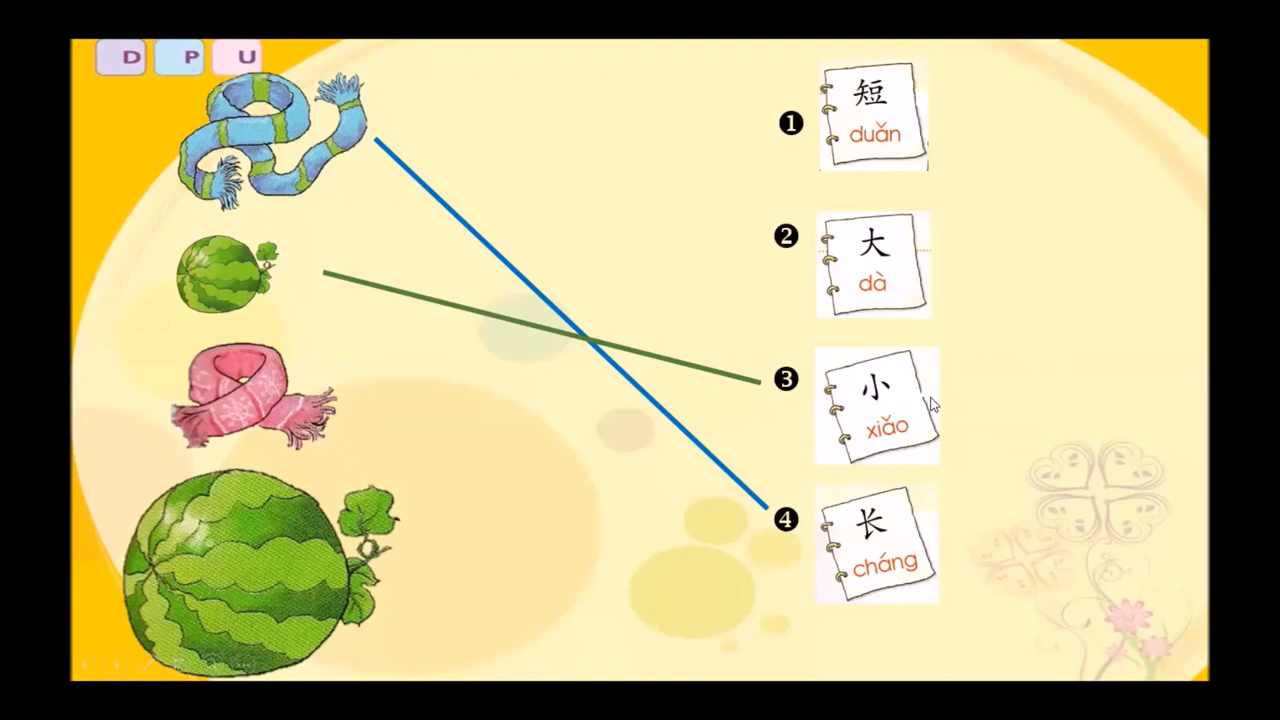 D P U
❶
短
duǎn
❷
大
dà
❸
小
xiǎo
❹
长
cháng